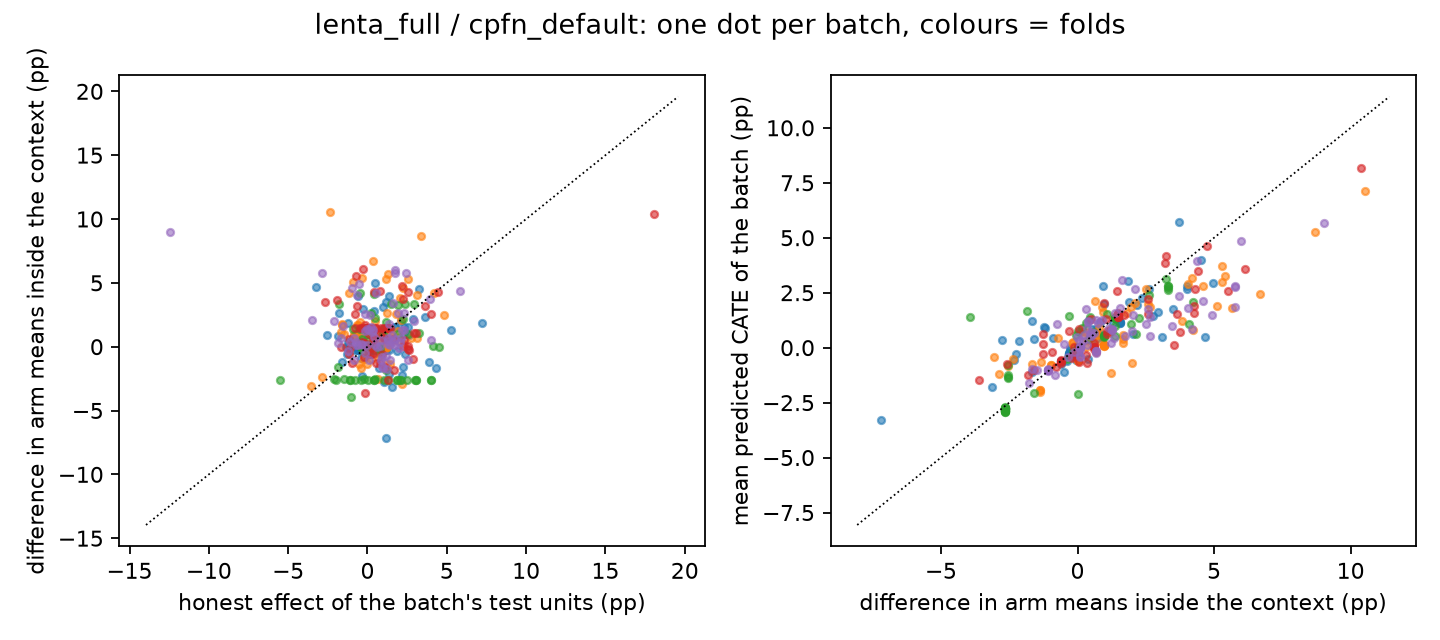 lenta_full / cpfn_default: one dot per batch, colours = folds
difference in arm means inside the context (pp)
20
15
10
5
0
−5
−10
−15
−15 −10 −5 0 5 10 15 20
honest effect of the batch's test units (pp)
mean predicted CATE of the batch (pp)
10.0
7.5
5.0
2.5
0.0
−2.5
−5.0
−7.5
−5 0 5 10
difference in arm means inside the context (pp)